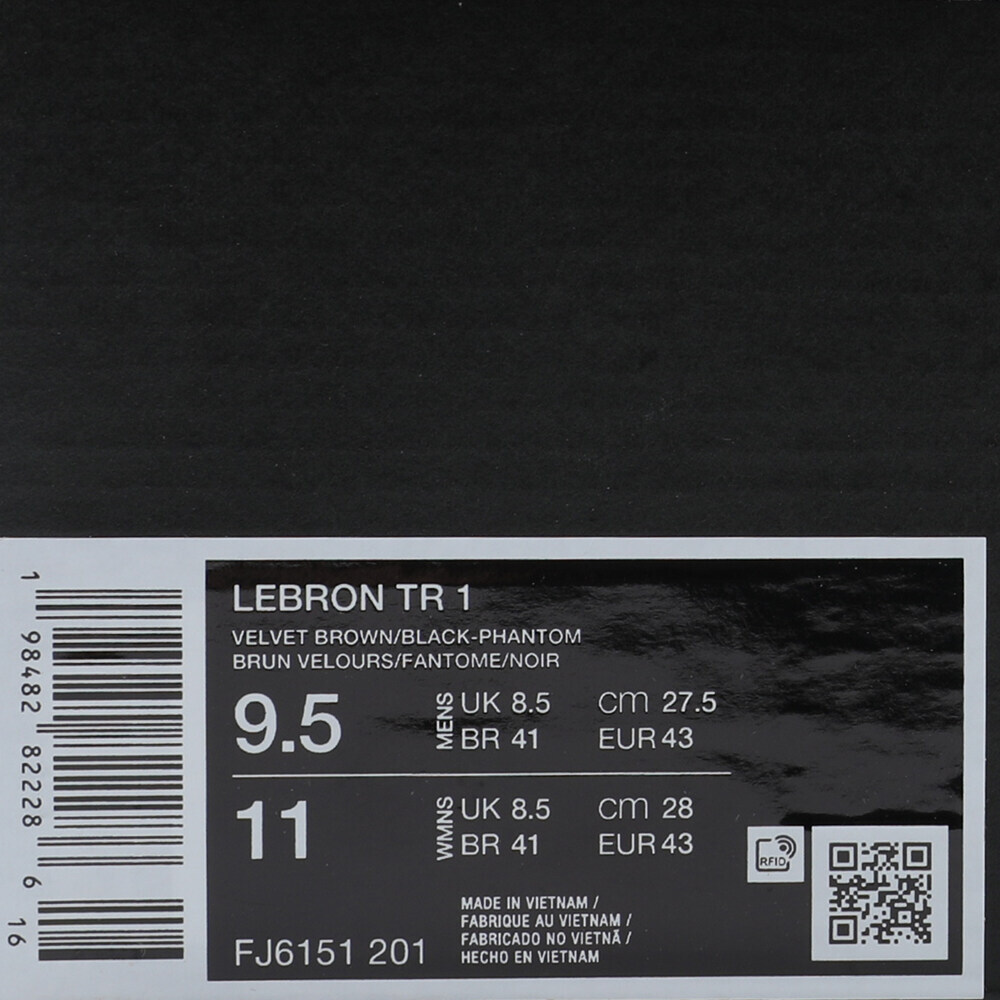 LEBRON TR 1
VELVET BROWN/BLACK-PHANTOM
BRUN VELOURS/FANTOME/NOIR
9.5
MENS
UK 8.5 cm 27.5
BR 41 EUR 43
11
WMNS
UK 8.5 cm 28
BR 41 EUR 43
RFID
MADE IN VIETNAM /
FABRIQUE AU VIETNAM /
FABRICADO NO VIETNÃ /
HECHO EN VIETNAM
FJ6151 201
1 98482 82228 6 16